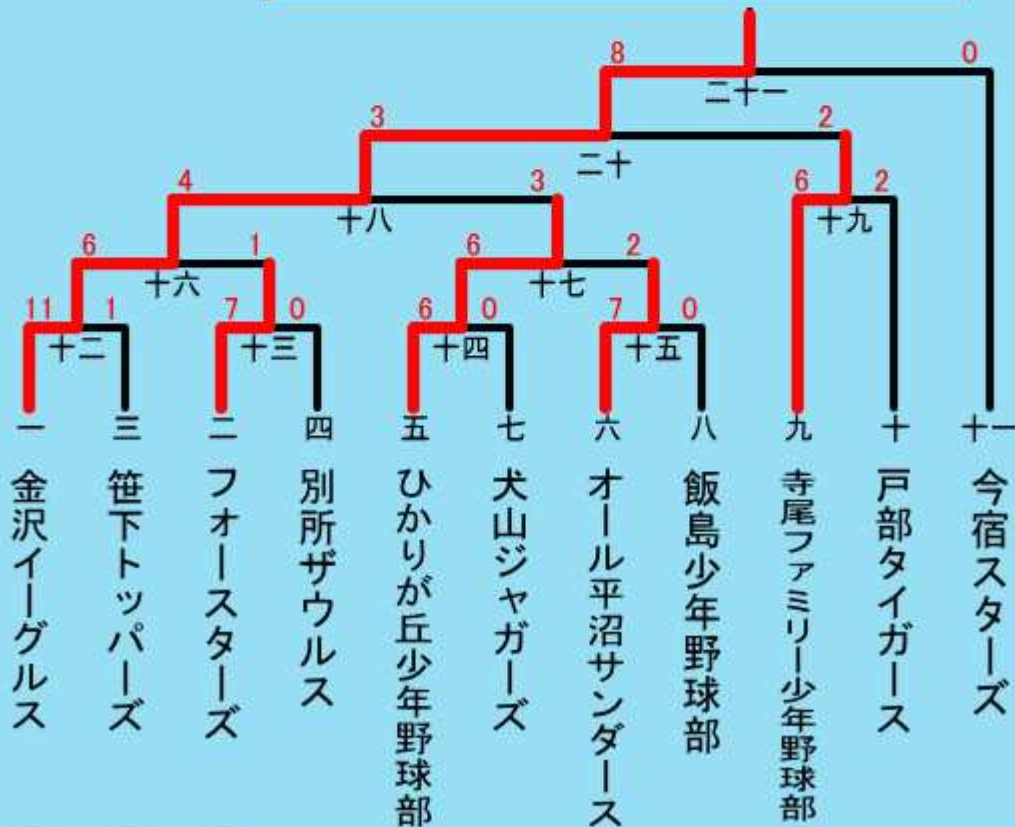 8 0
二十一
3 2
二十
4 3 6 2
十八 十九
6 1 6 2
十六 十七
11 1 7 0 6 0 7 0
十二 十三 十四 十五
一 三 二 四 五 七 六 八 九 十 十一
金沢イーグルス
笹下トッパーズ
フォースターズ
別所ザウルス
ひかりが丘少年野球部
犬山ジャガーズ
オール平沼サンダース
飯島少年野球部
寺尾ファミリー少年野球部
戸部タイガース
今宿スターズ